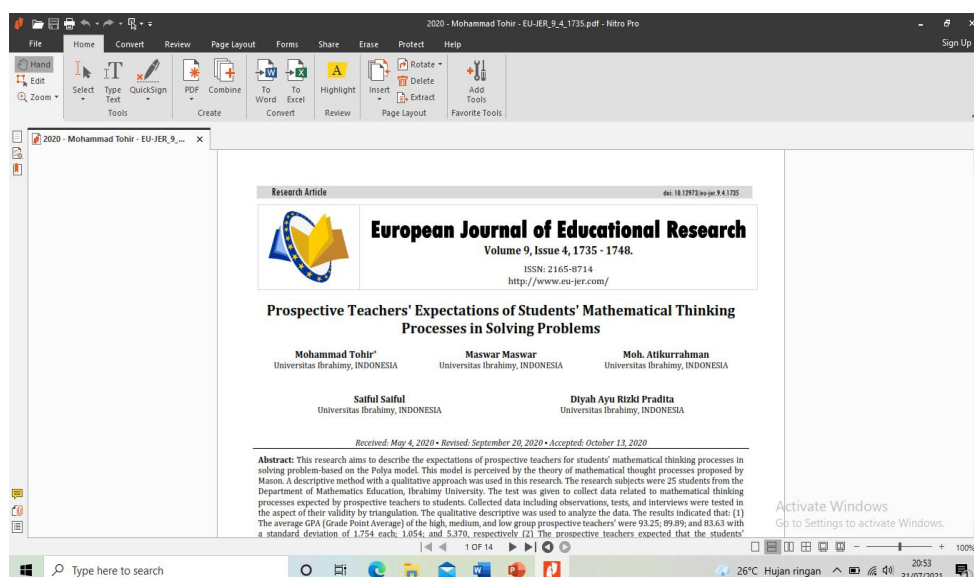 2020 - Mohammad Tohir - EU-JER_9_4_1735.pdf - Nitro Pro
File Home Convert Review Page Layout Forms Share Erase Protect Help Sign Up
Hand
Edit
Zoom
Select
Type Text
QuickSign
Tools
PDF
Combine
Create
To Word
To Excel
Convert
Highlight
Review
Insert
Rotate
Delete
Extract
Page Layout
Add Tools
Favorite Tools
2020 - Mohammad Tohir - EU-JER_9_... x
Research Article doi: 10.12973/eu-jer.9.4.1735
European Journal of Educational Research
Volume 9, Issue 4, 1735 - 1748.
ISSN: 2165-8714
http://www.eu-jer.com/
Prospective Teachers' Expectations of Students' Mathematical Thinking
Processes in Solving Problems
Mohammad Tohir* Maswar Maswar Moh. Atikurrahman
Universitas Ibrahimy, INDONESIA Universitas Ibrahimy, INDONESIA Universitas Ibrahimy, INDONESIA
Saiful Saiful Diyah Ayu Rizki Pradita
Universitas Ibrahimy, INDONESIA Universitas Ibrahimy, INDONESIA
Received: May 4, 2020 ▪ Revised: September 20, 2020 ▪ Accepted: October 13, 2020
Abstract: This research aims to describe the expectations of prospective teachers for students' mathematical thinking processes in
solving problem-based on the Polya model. This model is perceived by the theory of mathematical thought processes proposed by
Mason. A descriptive method with a qualitative approach was used in this research. The research subjects were 25 students from the
Department of Mathematics Education, Ibrahimy University. The test was given to collect data related to mathematical thinking
processes expected by prospective teachers to students. Collected data including observations, tests, and interviews were tested in
the aspect of their validity by triangulation. The qualitative descriptive was used to analyze the data. The results indicated that: (1)
The average GPA (Grade Point Average) of the high, medium, and low group prospective teachers' were 93.25; 89.89; and 83.63 with
a standard deviation of 1.754 each; 1.054; and 5.370, respectively (2) The prospective teachers expected that the students'
Activate Windows
Go to Settings to activate Windows.
1 OF 14
100%
Type here to search
26°C Hujan ringan
20:53
21/07/2021